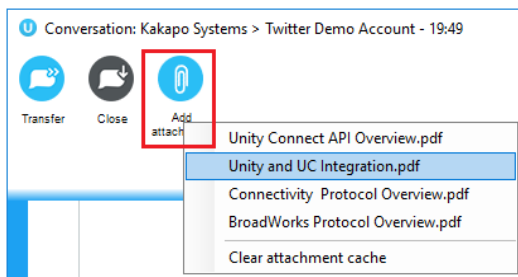 Conversation: Kakapo Systems > Twitter Demo Account - 19:49
Transfer
Close
Add
Unity Connect API Overview.pdf
Unity and UC Integration.pdf
Connectivity Protocol Overview.pdf
BroadWorks Protocol Overview.pdf
Clear attachment cache